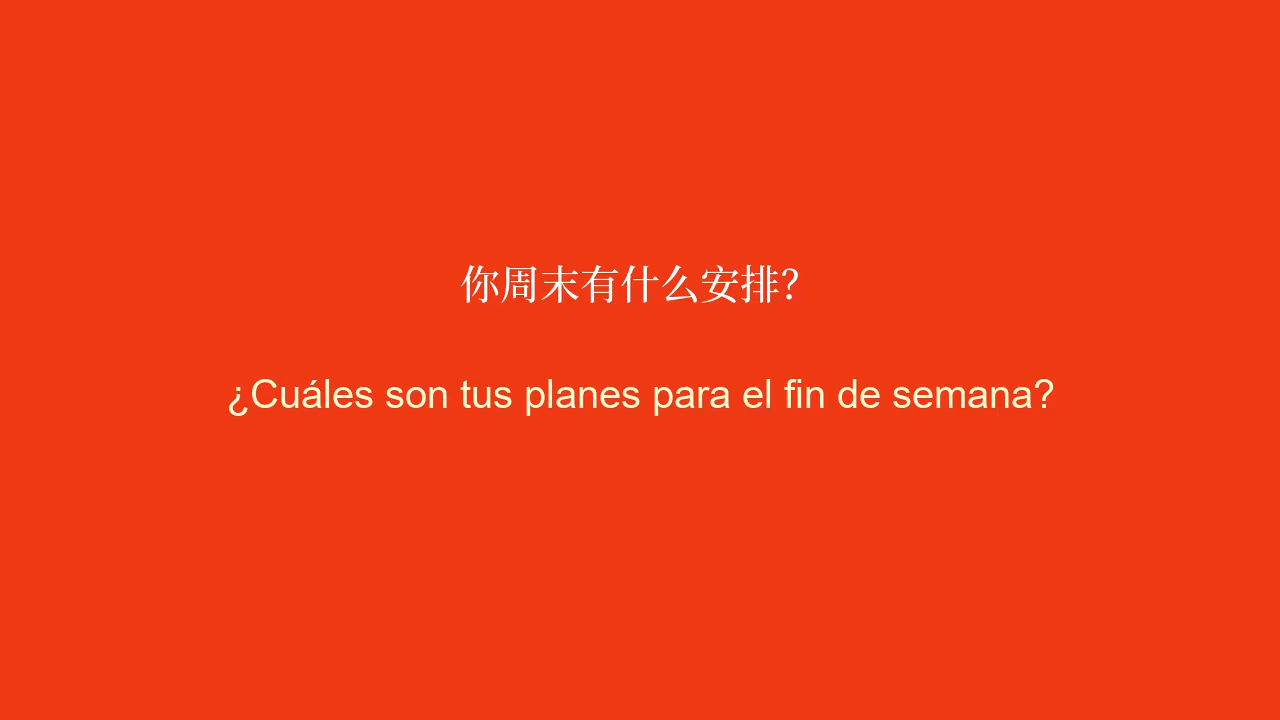 你周末有什么安排?
¿Cuáles son tus planes para el fin de semana?